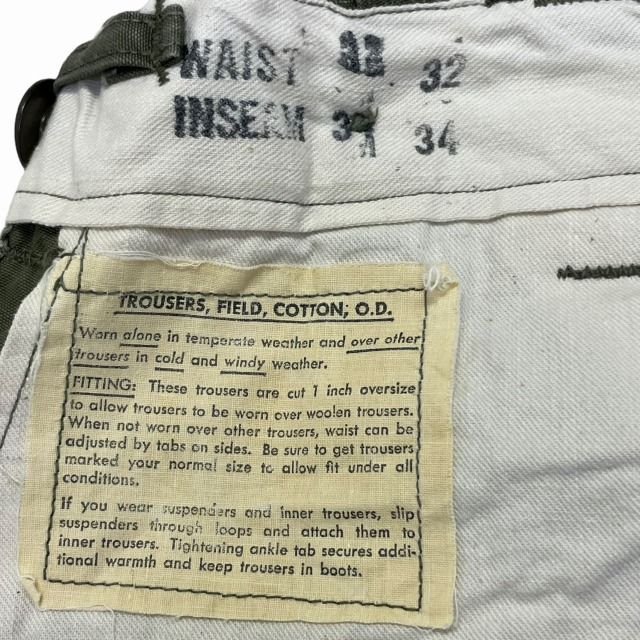 WAIST 32 32
INSEAM 34
TROUSERS, FIELD, COTTON; O.D.
Worn alone in temperate weather and over other
trousers in cold and windy weather.
FITTING: These trousers are cut 1 inch oversize
to allow trousers to be worn over woolen trousers.
When not worn over other trousers, waist can be
adjusted by tabs on sides. Be sure to get trousers
marked your normal size to allow fit under all
conditions.
If you wear suspenders and inner trousers, slip
suspenders through loops and attach them to
inner trousers. Tightening ankle tab secures addi-
tional warmth and keep trousers in boots.